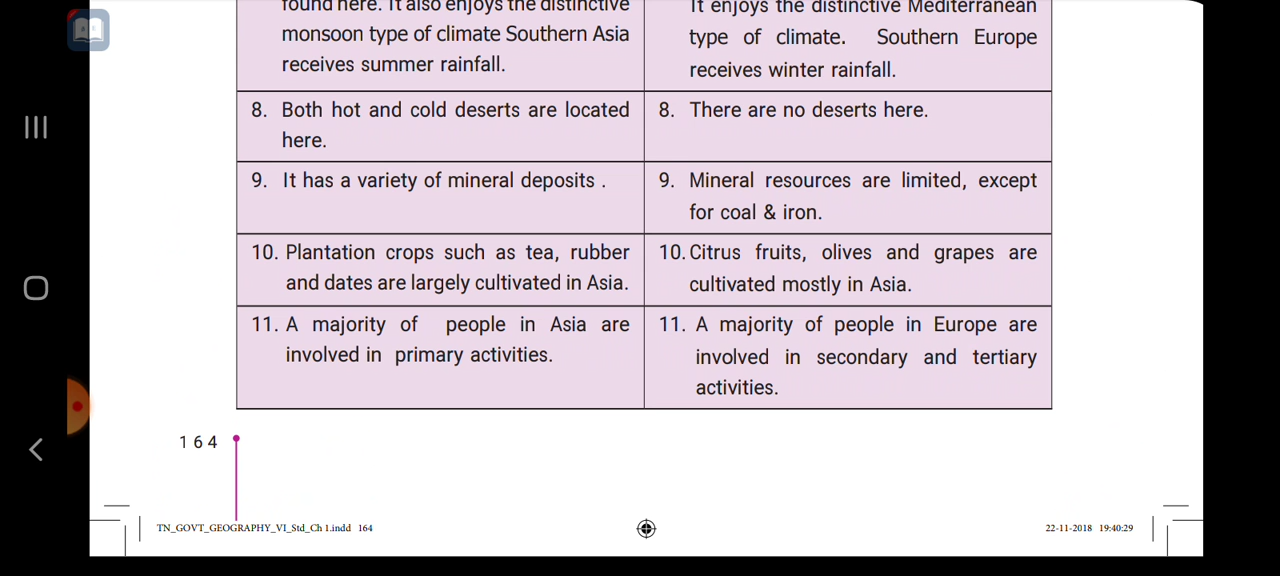 found here. It also enjoys the distinctive
monsoon type of climate Southern Asia
receives summer rainfall.
It enjoys the distinctive Mediterranean
type of climate. Southern Europe
receives winter rainfall.
8. Both hot and cold deserts are located
here.
8. There are no deserts here.
9. It has a variety of mineral deposits .
9. Mineral resources are limited, except
for coal & iron.
10. Plantation crops such as tea, rubber
and dates are largely cultivated in Asia.
10. Citrus fruits, olives and grapes are
cultivated mostly in Asia.
11. A majority of people in Asia are
involved in primary activities.
11. A majority of people in Europe are
involved in secondary and tertiary
activities.
164
TN_GOVT_GEOGRAPHY_VI_Std_Ch 1.indd 164
22-11-2018 19:40:29